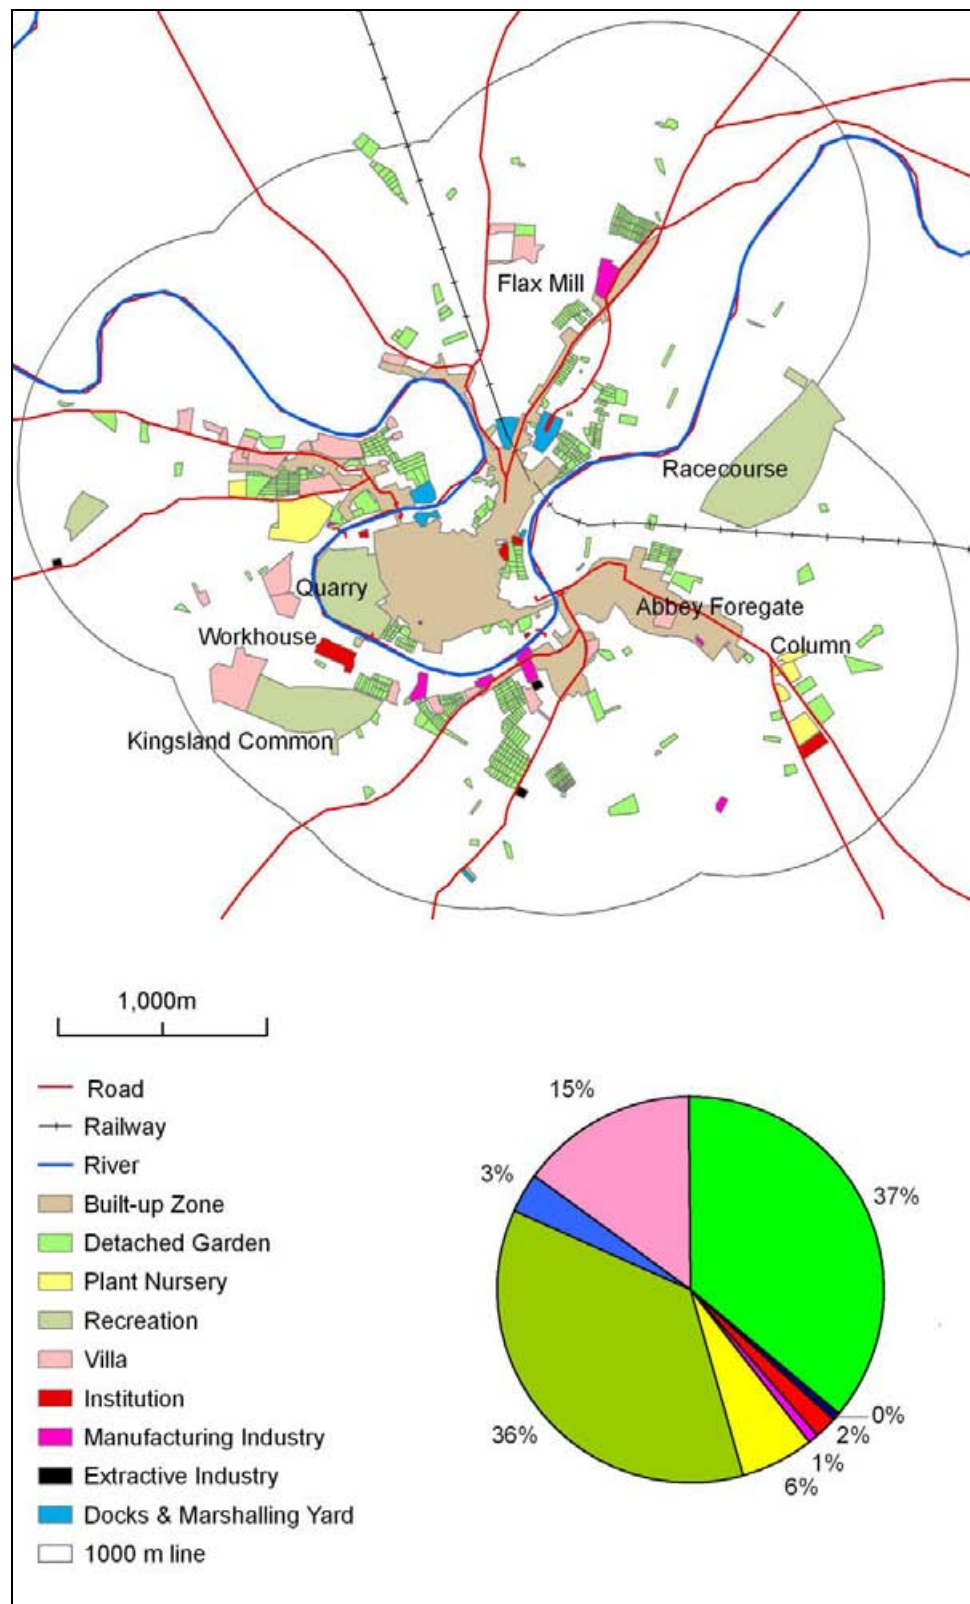 Flax Mill
Racecourse
Quarry
Abbey Foregate
Workhouse
Column
Kingsland Common
1,000m
Road
Railway
River
Built-up Zone
Detached Garden
Plant Nursery
Recreation
Villa
Institution
Manufacturing Industry
Extractive Industry
Docks & Marshalling Yard
1000 m line
15%
3%
37%
36%
0%
2%
1%
6%